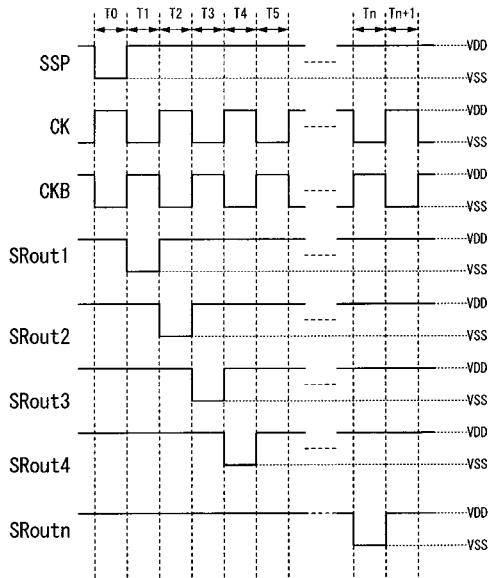 T0 T1 T2 T3 T4 T5 Tn Tn+1
SSP VDD
VSS
CK VDD
VSS
CKB VDD
VSS
SRout1 VDD
VSS
SRout2 VDD
VSS
SRout3 VDD
VSS
SRout4 VDD
VSS
SRoutn VDD
VSS